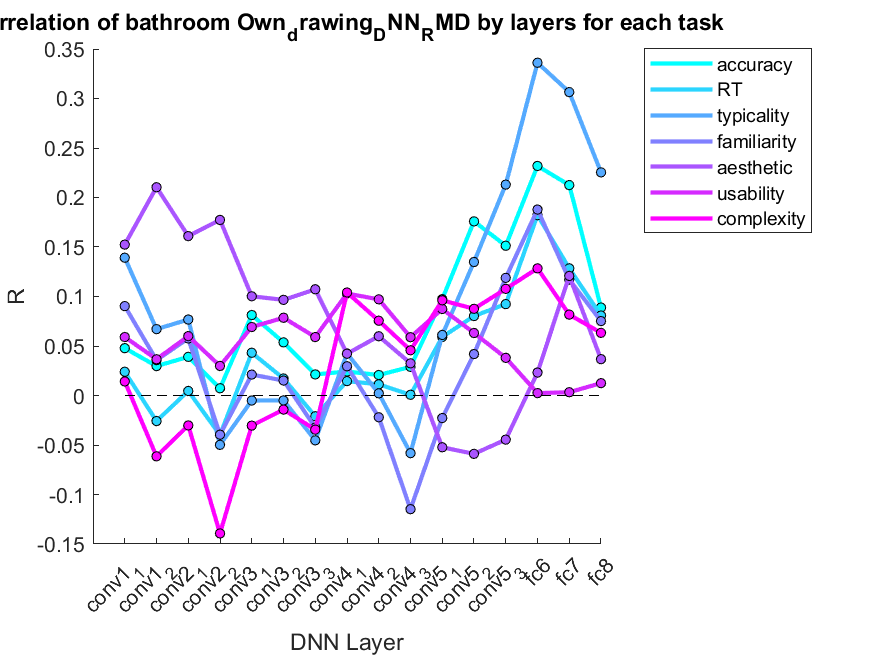 rrelation of bathroom Own_drawing_DNN_RMD by layers for each task
0.35
0.3
0.25
0.2
0.15
0.1
0.05
0
-0.05
-0.1
-0.15
R
conv1_1
conv1_2
conv2_1
conv2_2
conv3_1
conv3_2
conv3_3
conv4_1
conv4_2
conv4_3
conv5_1
conv5_2
conv5_3
fc6
fc7
fc8
DNN Layer
accuracy
RT
typicality
familiarity
aesthetic
usability
complexity